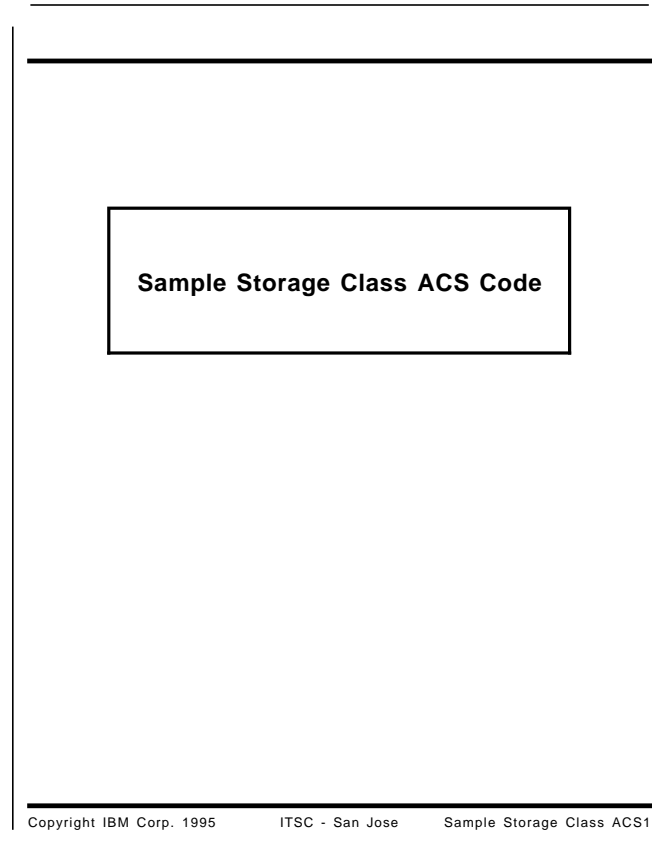 Sample Storage Class ACS Code
Copyright IBM Corp. 1995 ITSC - San Jose Sample Storage Class ACS1